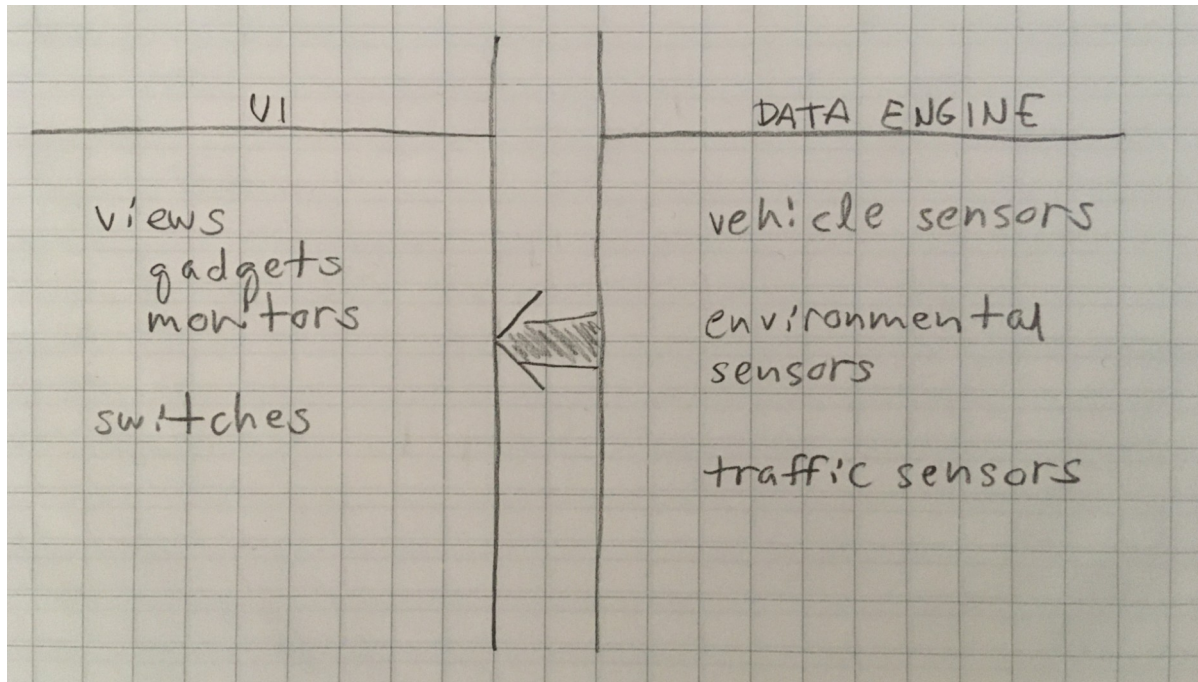 UI
views
gadgets
monitors
switches
DATA ENGINE
vehicle sensors
environmental
sensors
traffic sensors